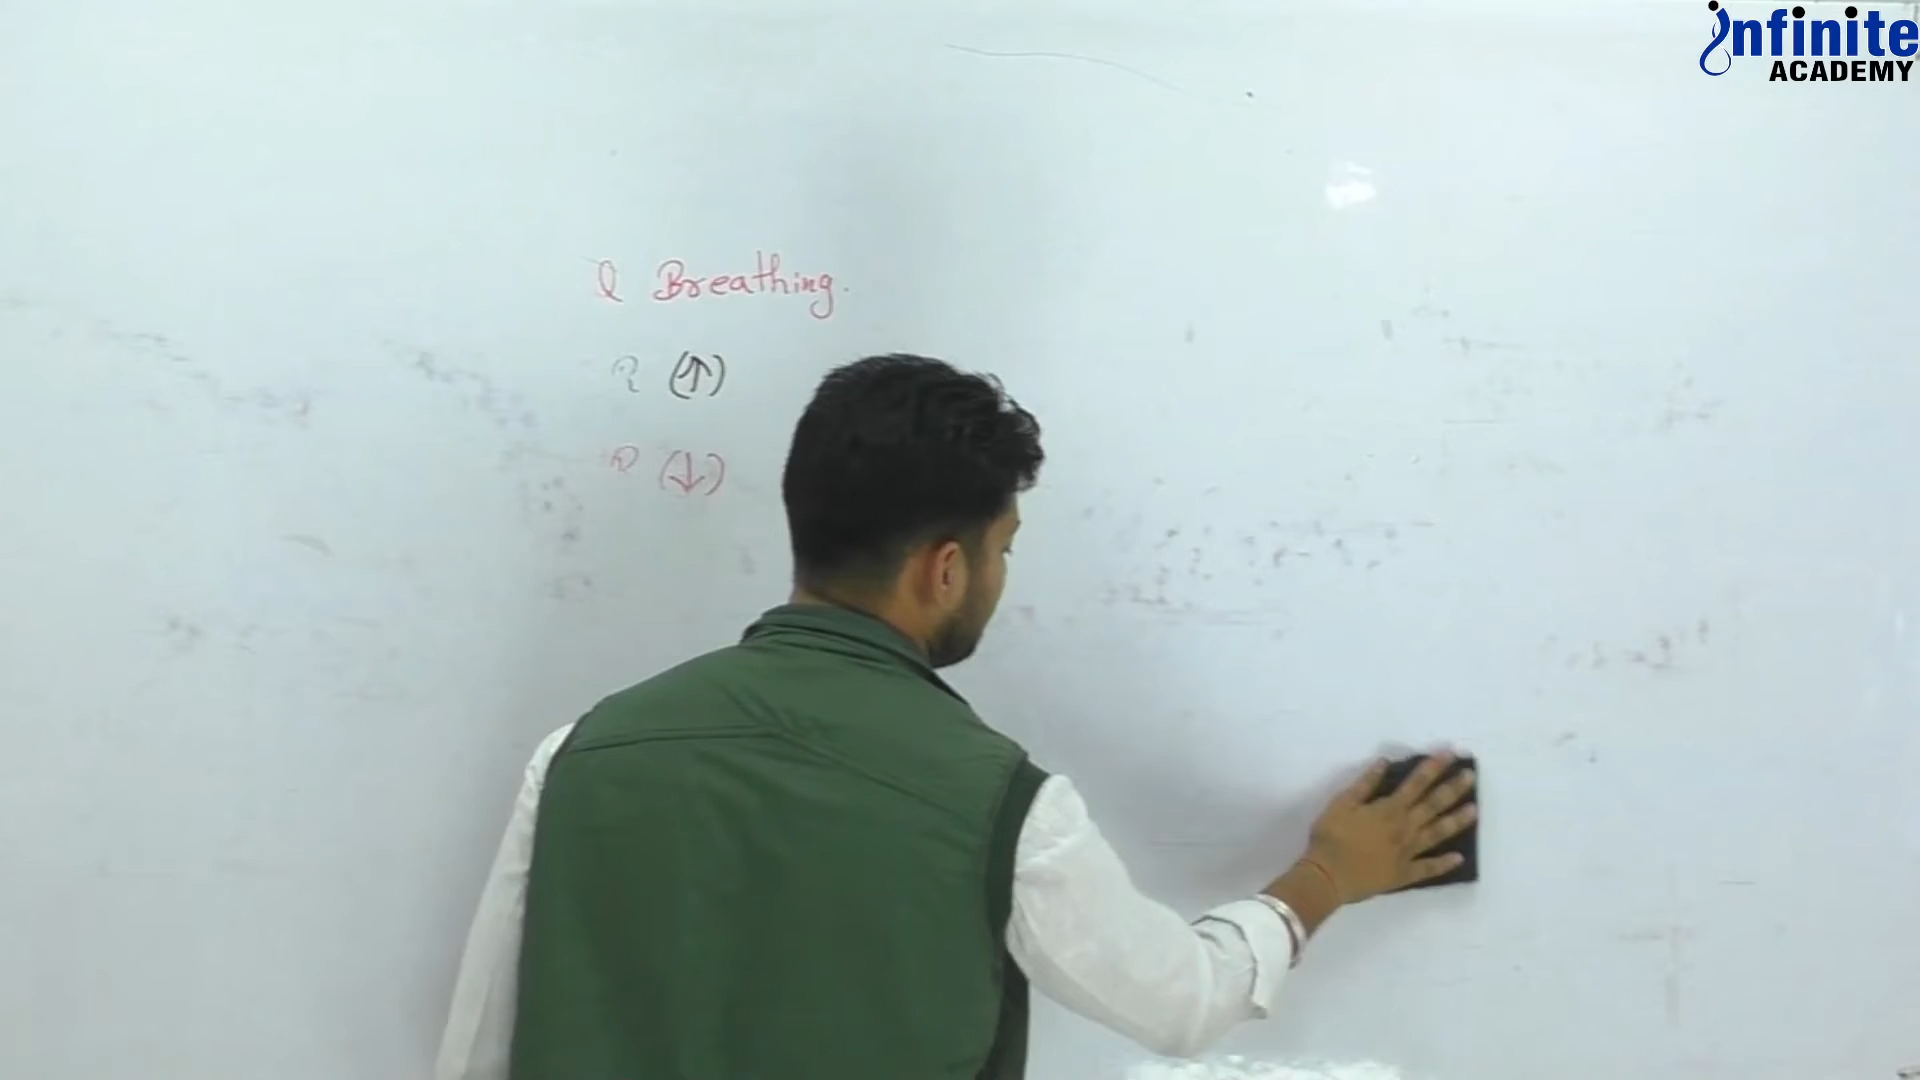 Infinite
ACADEMY
Breathing.
(↑)
(↓)